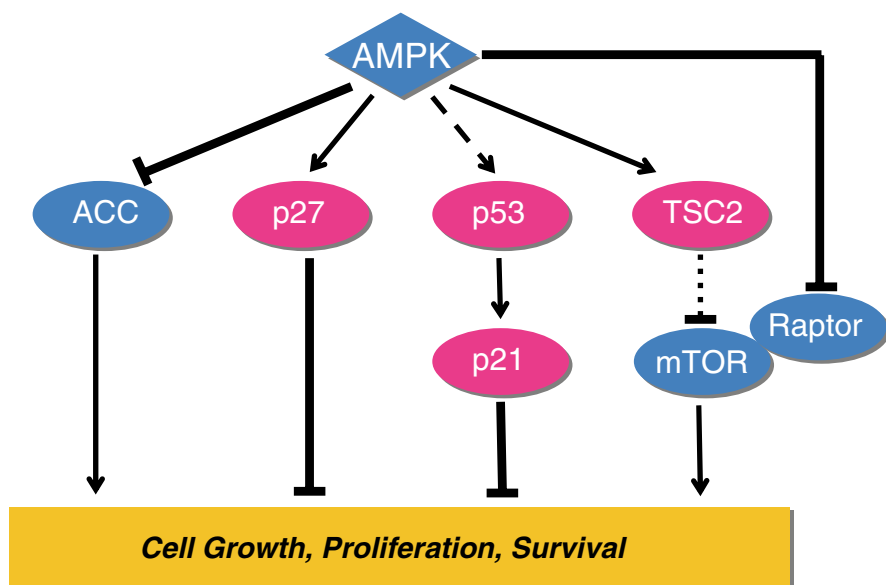 AMPK
ACC
p27
p53
TSC2
Raptor
p21
mTOR
Cell Growth, Proliferation, Survival